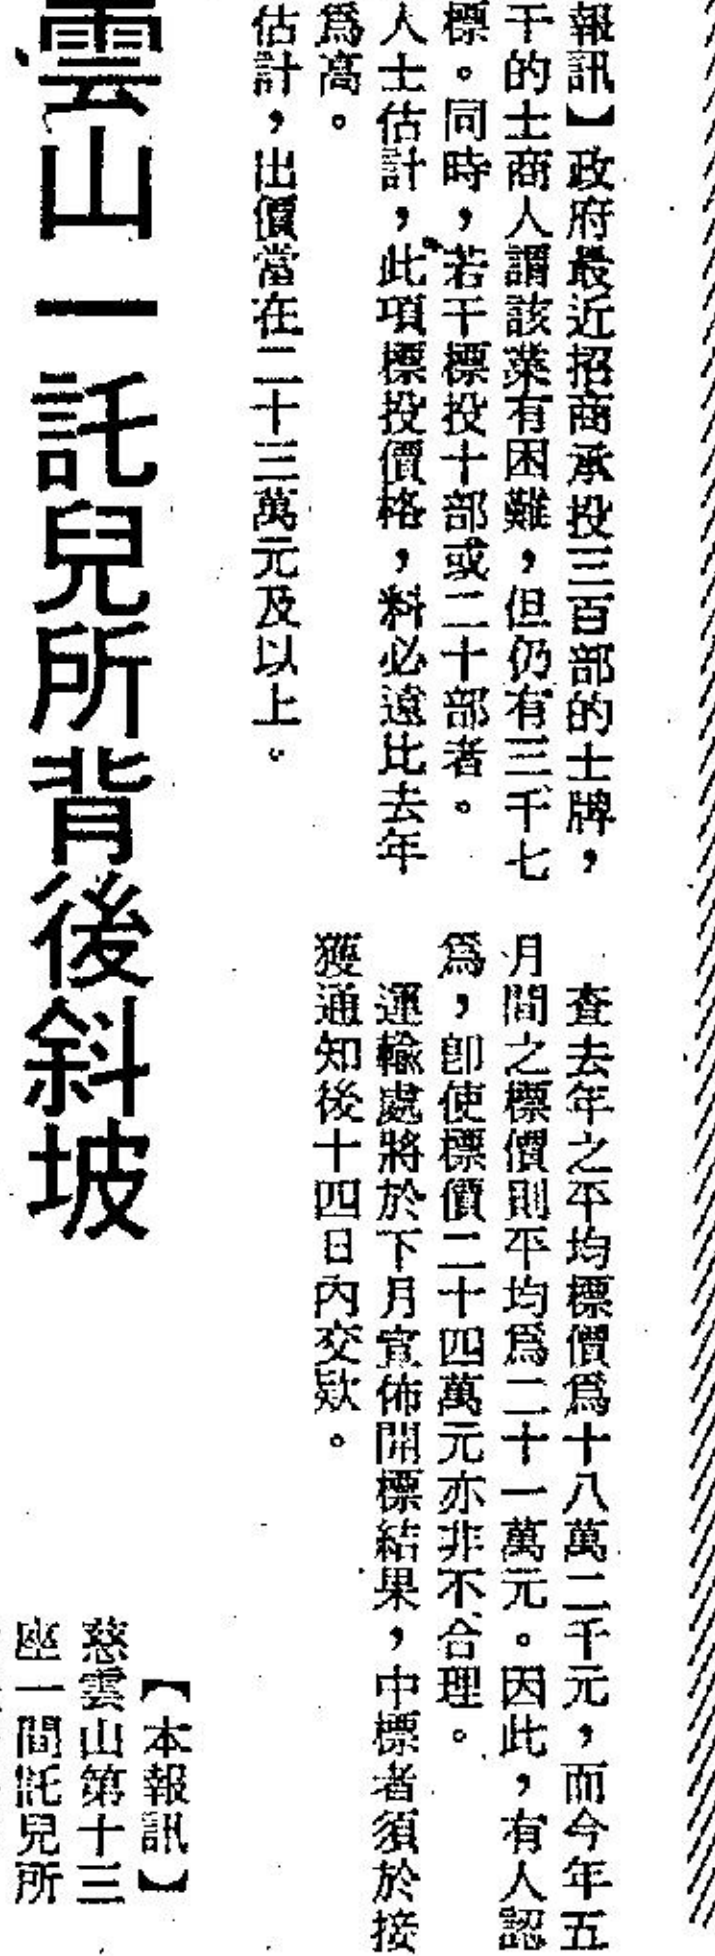 報訊】政府最近招商承投三百部的士牌，
干的士商人謂該業有困難，但仍有三千七
標。同時，若干標投十部或二十部者。
人士估計，此項標投價格，料必遠比去年
為高。
估計，出價當在二十三萬元及以上。
查去年之平均標價爲十八萬二千元，而今年五
月間之標價則平均爲二十一萬元。因此，有人認
爲，卽使標價二十四萬元亦非不合理。
運輸處將於下月宣佈開標結果，中標者須於接
獲通知後十四日內交欵。
雲山一託兒所背後斜坡
【本報訊】
慈雲山第十三
座一間託兒所